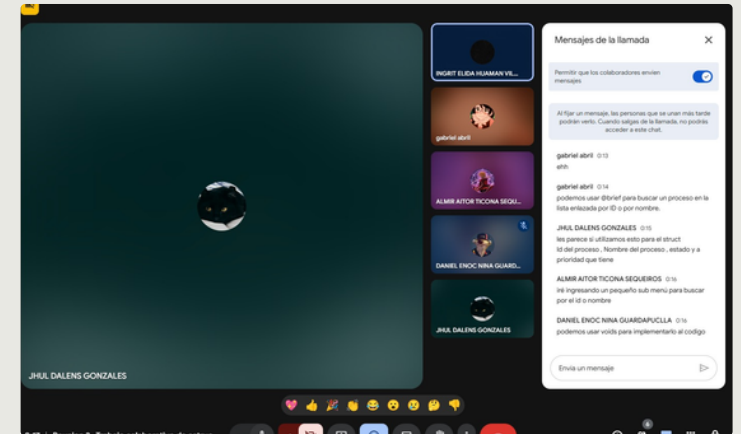 INGRIT ELIDA HUAMAN VIL...
gabriel abril
ALMIR AITOR TICONA SEQU...
DANIEL ENOC NINA GUARD...
JHUL DALENS GONZALES
JHUL DALENS GONZALES
Mensajes de la llamada
Permitir que los colaboradores envíen
mensajes
Al fijar un mensaje, las personas que se unan más tarde
podrán verlo. Cuando salgas de la llamada, no podrás
acceder a este chat.
gabriel abril 0:13
ehh
gabriel abril 0:14
podemos usar @brief para buscar un proceso en la
lista enlazada por ID o por nombre.
JHUL DALENS GONZALES 0:15
les parece si utilizamos esto para el struct
Id del proceso , Nombre del proceso , estado y a
prioridad que tiene
ALMIR AITOR TICONA SEQUEIROS 0:16
iré ingresando un pequeño sub menú para buscar
por el id o nombre
DANIEL ENOC NINA GUARDAPUCLLA 0:16
podemos usar voids para implementarlo al codigo
Envía un mensaje